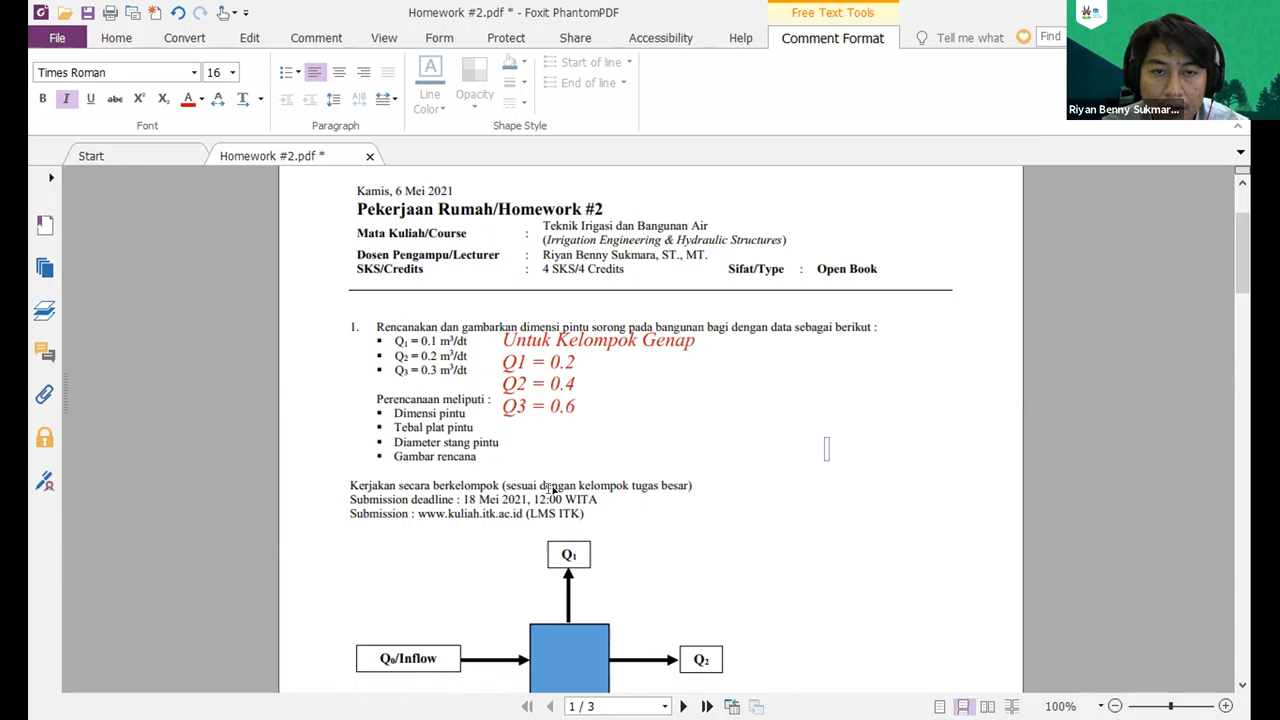 Homework #2.pdf * - Foxit PhantomPDF
Free Text Tools
File Home Convert Edit Comment View Form Protect Share Accessibility Help Comment Format Tell me what Find
Times Roman 16
Line Color
Opacity
Start of line
End of line
Font Paragraph Shape Style
Riyan Benny Sukmar...
Start Homework #2.pdf *
Kamis, 6 Mei 2021
Pekerjaan Rumah/Homework #2
Mata Kuliah/Course : Teknik Irigasi dan Bangunan Air
(Irrigation Engineering & Hydraulic Structures)
Dosen Pengampu/Lecturer : Riyan Benny Sukmara, ST., MT.
SKS/Credits : 4 SKS/4 Credits Sifat/Type : Open Book
1. Rencanakan dan gambarkan dimensi pintu sorong pada bangunan bagi dengan data sebagai berikut :
▪ Q₁ = 0.1 m³/dt
▪ Q₂ = 0.2 m³/dt
▪ Q₃ = 0.3 m³/dt
Untuk Kelompok Genap
Q1 = 0.2
Q2 = 0.4
Q3 = 0.6
Perencanaan meliputi :
▪ Dimensi pintu
▪ Tebal plat pintu
▪ Diameter stang pintu
▪ Gambar rencana
Kerjakan secara berkelompok (sesuai dengan kelompok tugas besar)
Submission deadline : 18 Mei 2021, 12:00 WITA
Submission : www.kuliah.itk.ac.id (LMS ITK)
Q₁
Q₀/Inflow
Q₂
1 / 3
100%